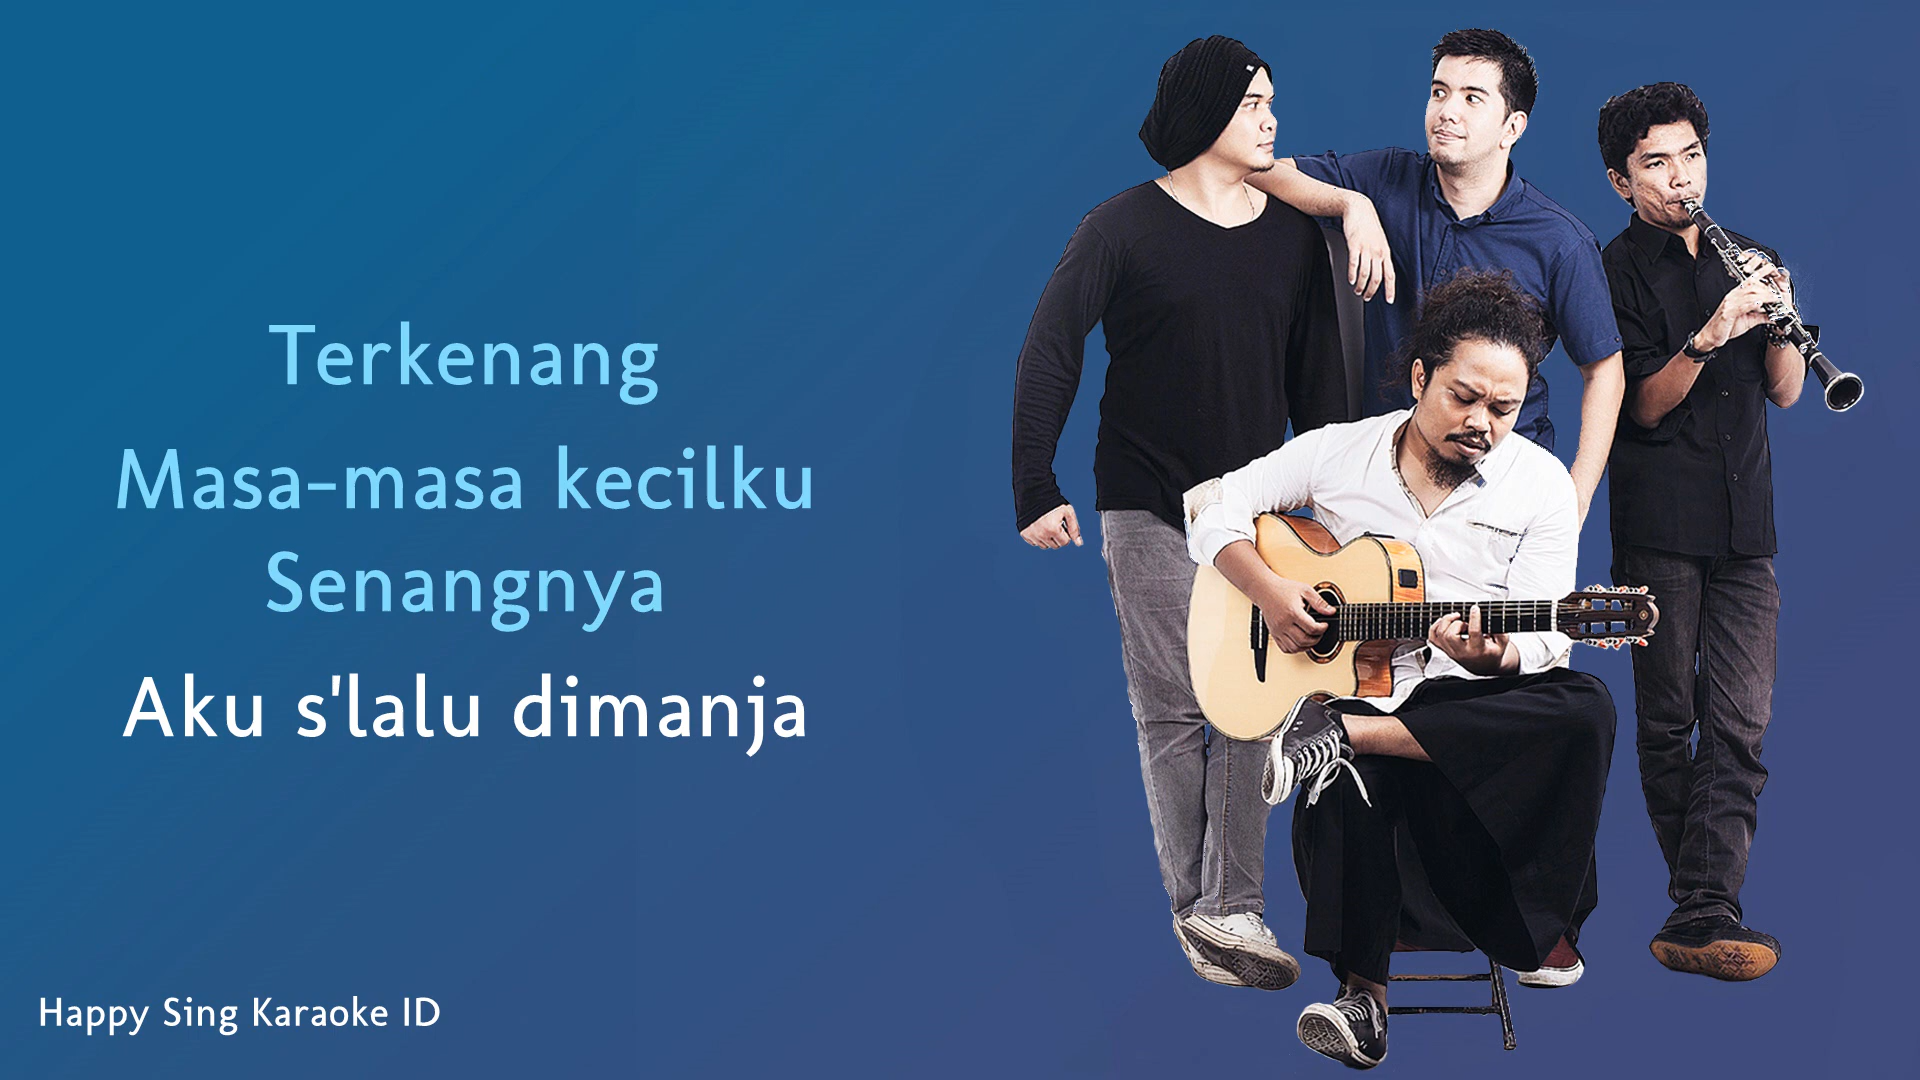 Terkenang
Masa-masa kecilku
Senangnya
Aku s'lalu dimanja
Happy Sing Karaoke ID